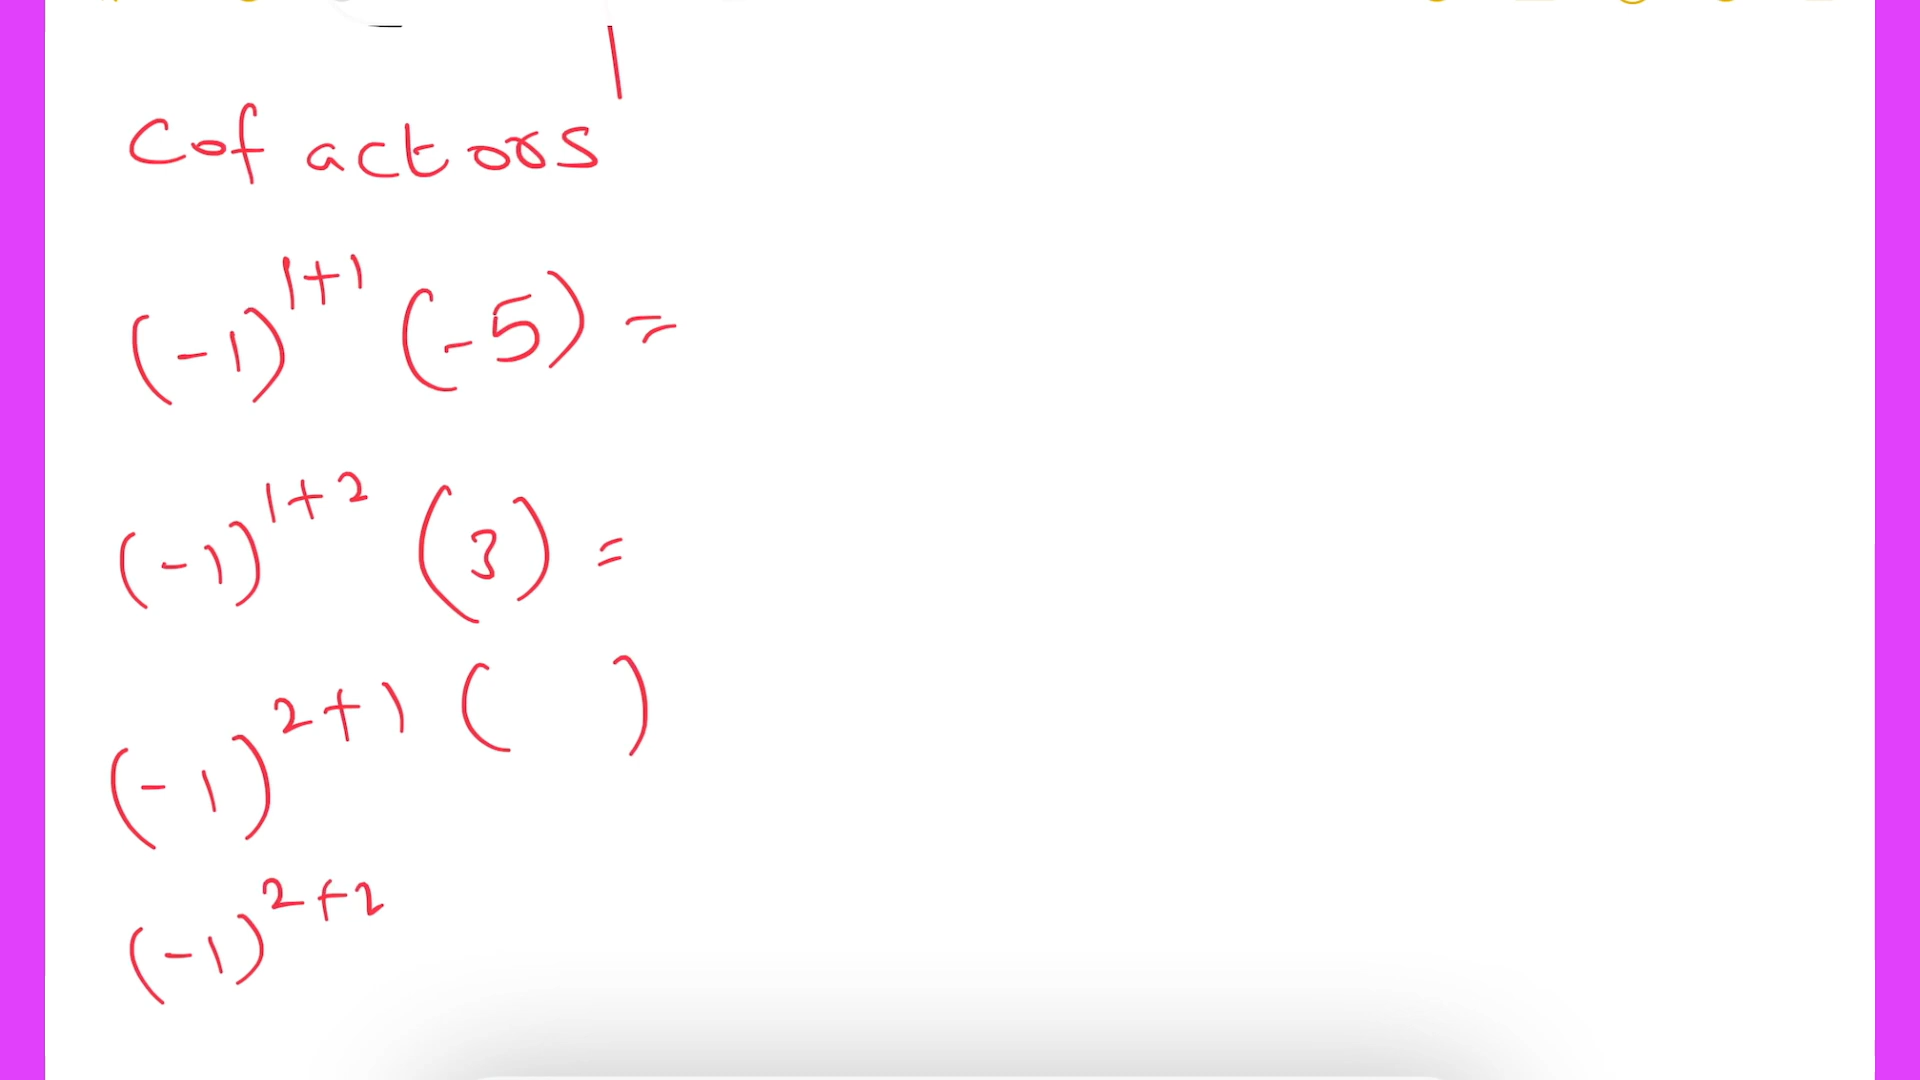 Cofactors
(-1)^{1+1} (-5) =
(-1)^{1+2} (3) =
(-1)^{2+1} ( )
(-1)^{2+2}